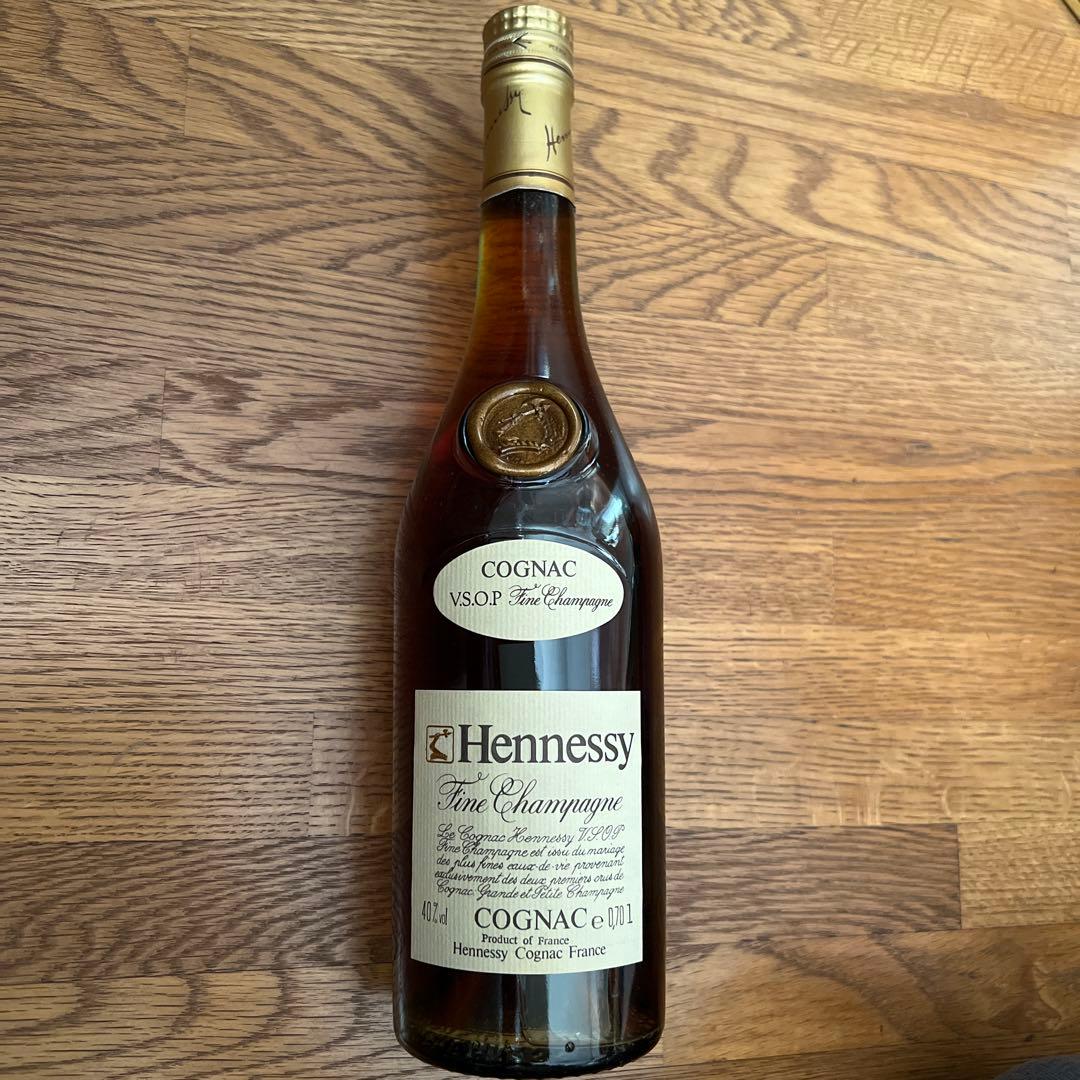 COGNAC
V.S.O.P Fine Champagne
Hennessy
Fine Champagne
Le Cognac Hennessy V.S.O.P
Fine Champagne est issu du mariage
des plus fines eaux-de-vie provenant
exclusivement des deux premiers crus de
Cognac. Grande et Petite Champagne
40% vol COGNAC e 0,70 l
Product of France
Hennessy Cognac France